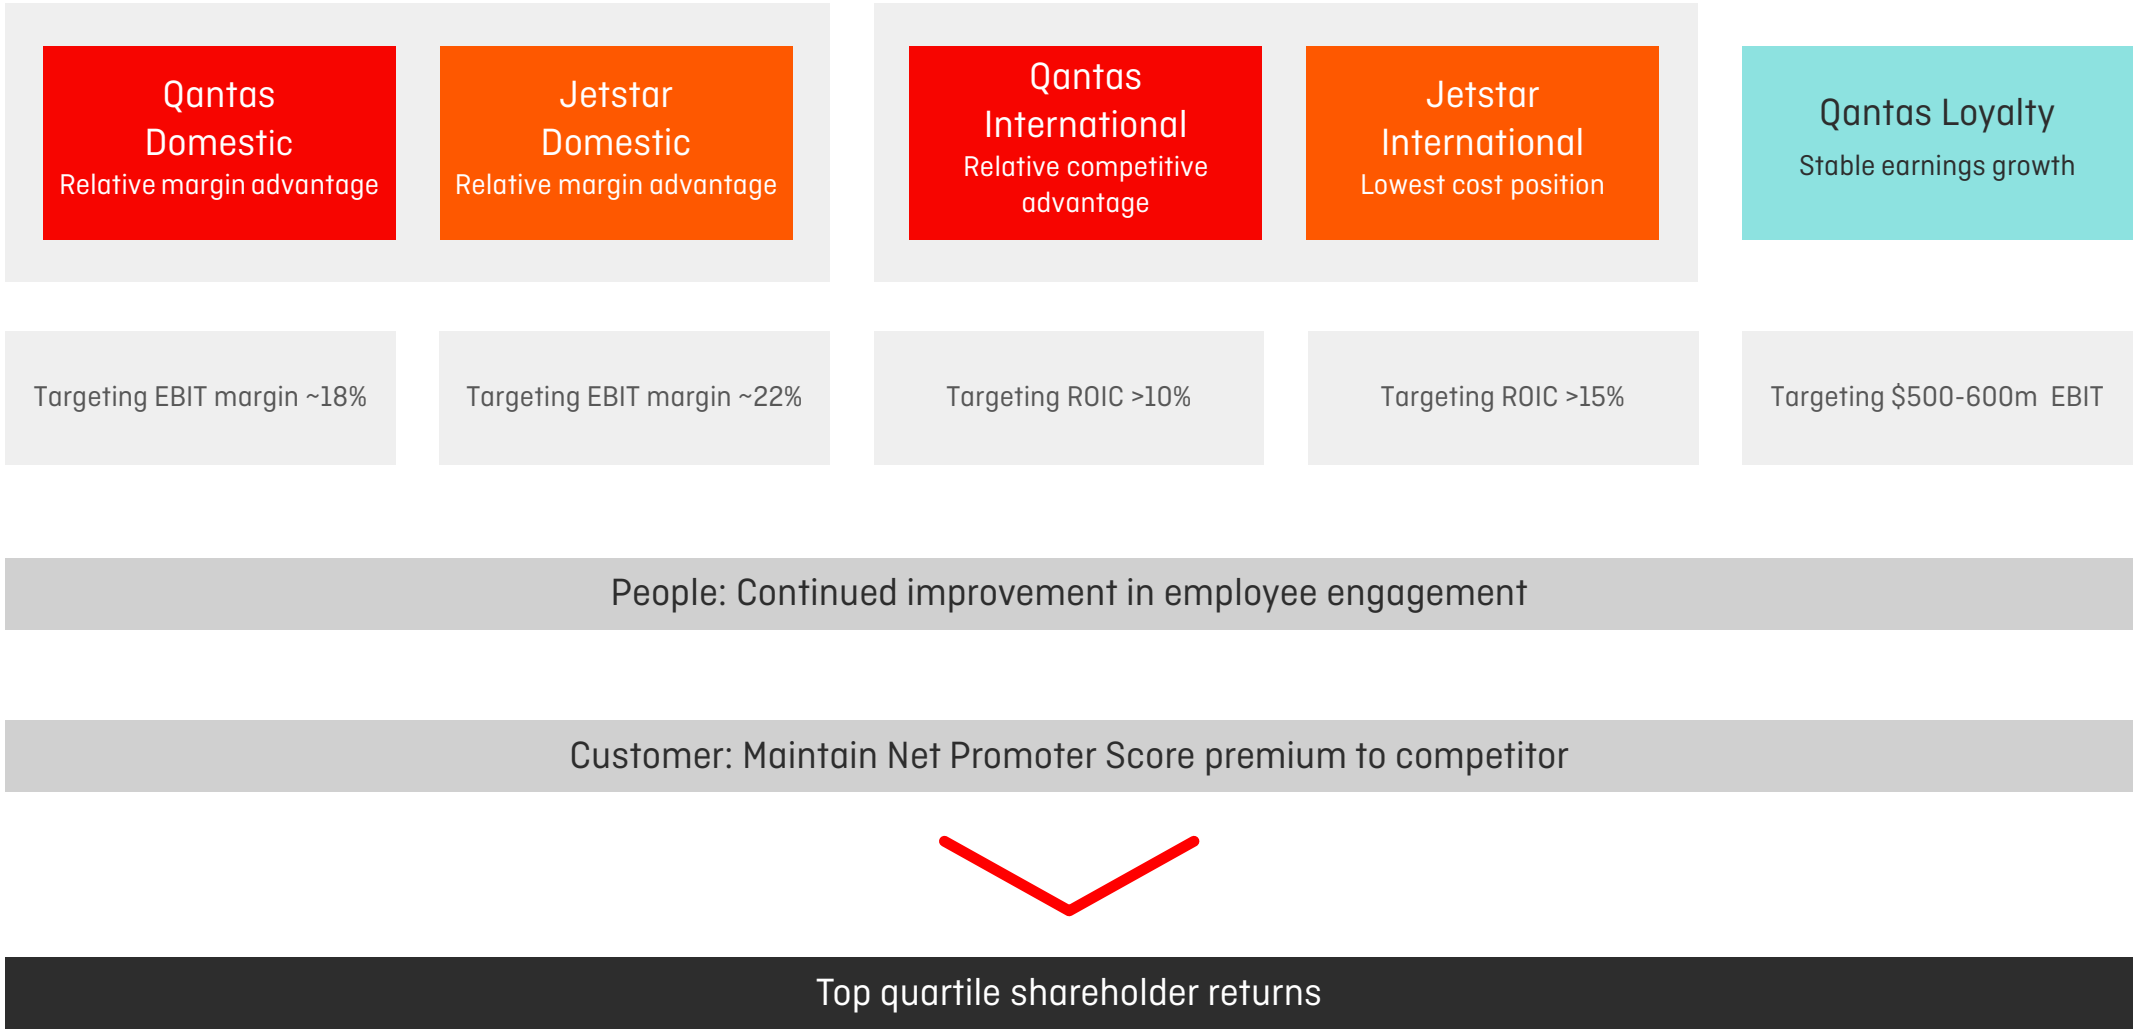 Qantas
Domestic
Relative margin advantage
Jetstar
Domestic
Relative margin advantage
Qantas
International
Relative competitive
advantage
Jetstar
International
Lowest cost position
Qantas Loyalty
Stable earnings growth
Targeting EBIT margin ~18%
Targeting EBIT margin ~22%
Targeting ROIC >10%
Targeting ROIC >15%
Targeting $500-600m EBIT
People: Continued improvement in employee engagement
Customer: Maintain Net Promoter Score premium to competitor
Top quartile shareholder returns